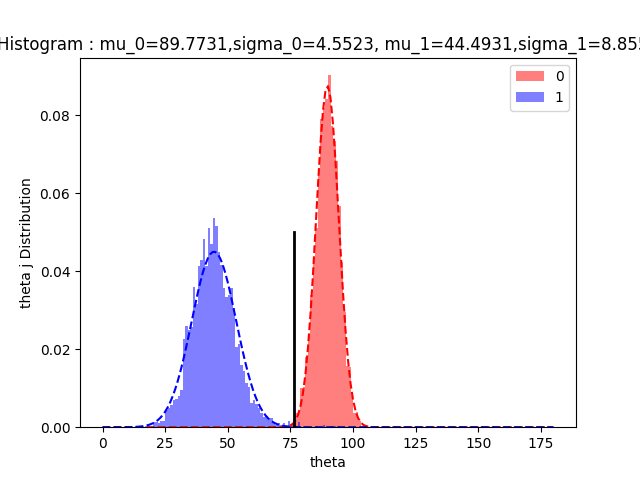 Histogram : mu_0=89.7731,sigma_0=4.5523, mu_1=44.4931,sigma_1=8.855
0
1
theta j Distribution
0.08
0.06
0.04
0.02
0.00
0 25 50 75 100 125 150 175
theta